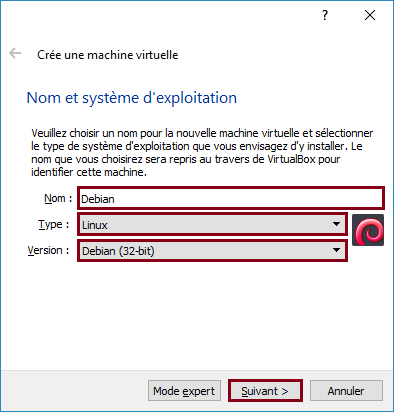 ?
Crée une machine virtuelle
Nom et système d'exploitation
Veuillez choisir un nom pour la nouvelle machine virtuelle et sélectionner
le type de système d'exploitation que vous envisagez d'y installer. Le
nom que vous choisirez sera repris au travers de VirtualBox pour
identifier cette machine.
Nom : Debian
Type : Linux
Version : Debian (32-bit)
Mode expert Suivant > Annuler